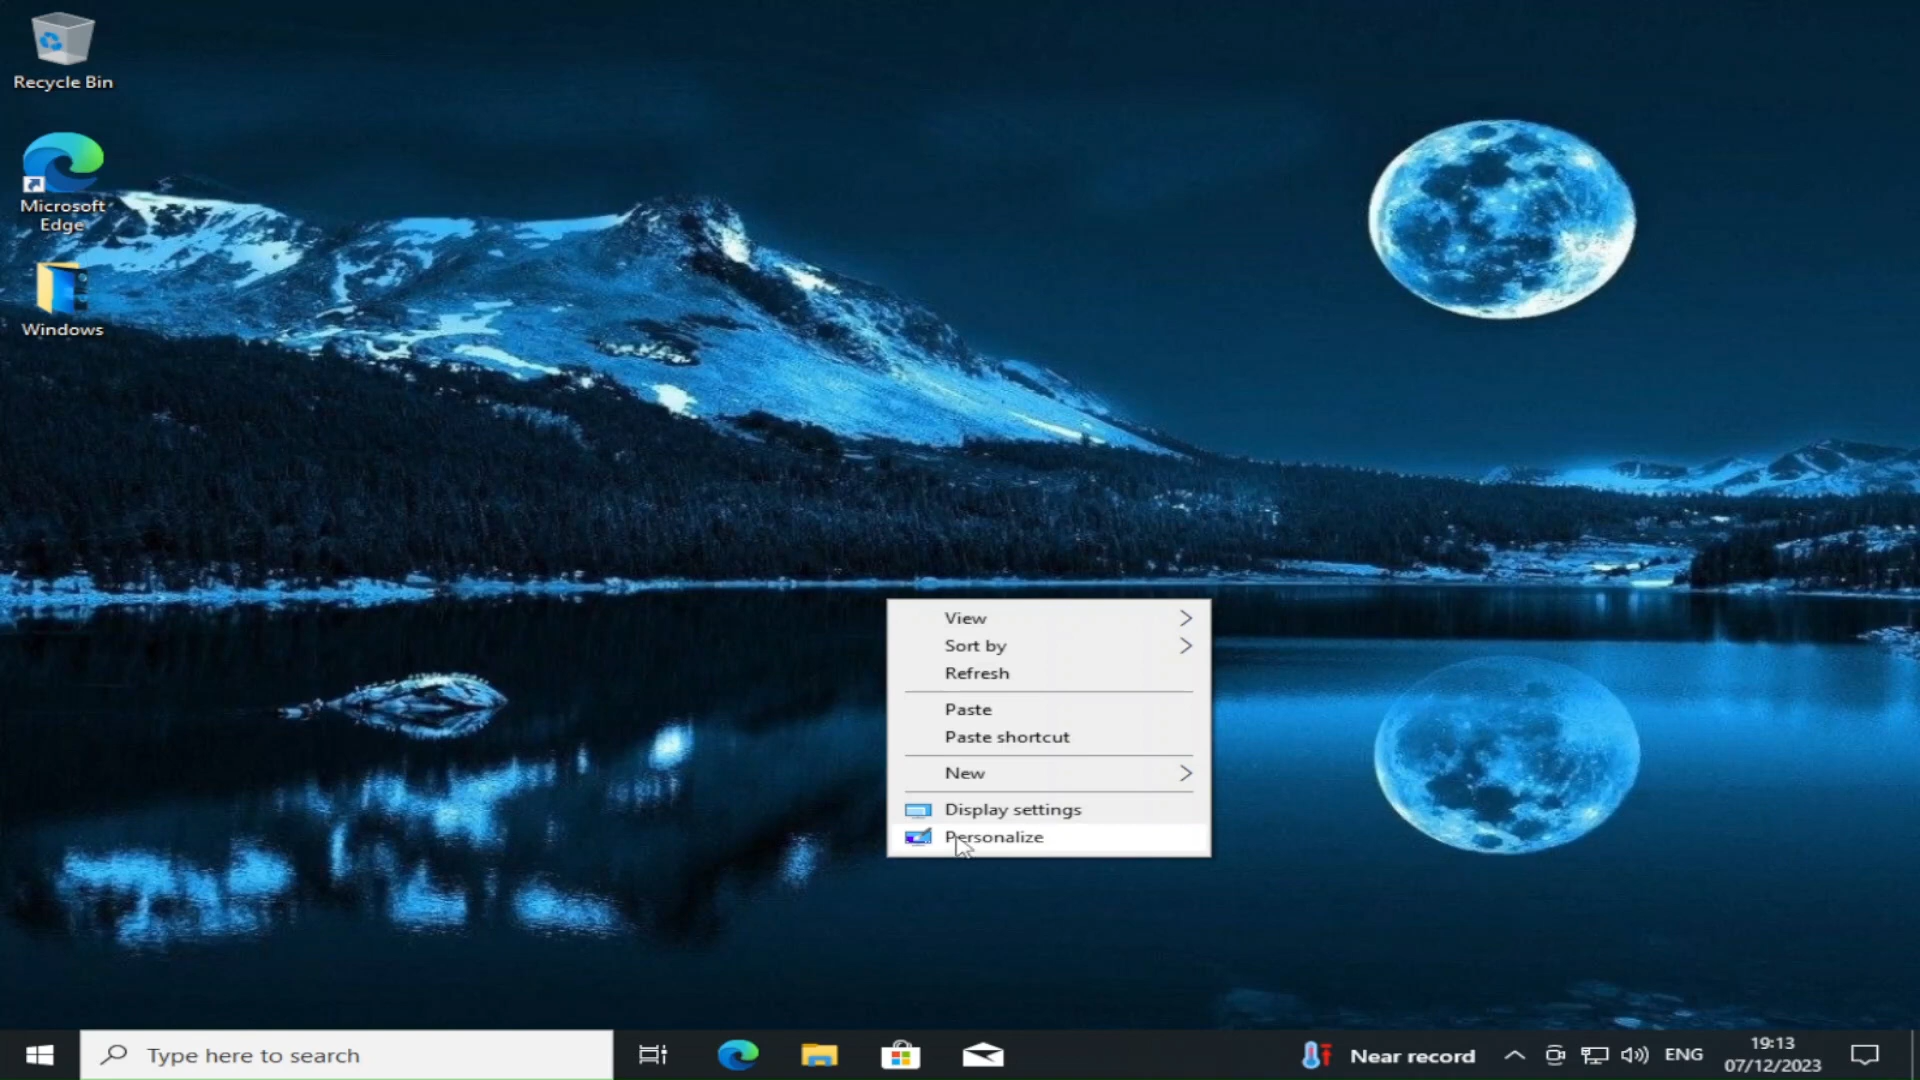 Recycle Bin
Microsoft
Edge
Windows
View
Sort by
Refresh
Paste
Paste shortcut
New
Display settings
Personalize
Type here to search
Near record
ENG
19:13
07/12/2023